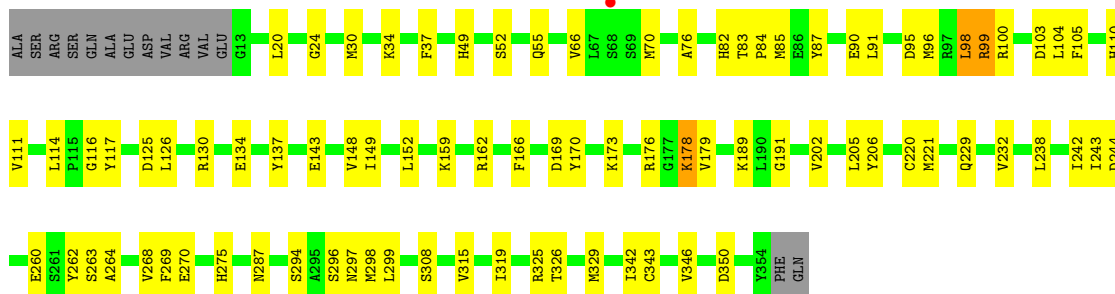 ALA SER ARG SER GLN ALA GLU ASP VAL ARG VAL GLU G13 L20 G24 M30 K34 F37 H49 S52 Q55 V66 L67 S68 S69 M70 A76 H82 T83 P84 M85 E86 Y87 E90 L91 D95 M96 R97 L98 R99 R100 D103 L104 F105
V111 L114 P115 G116 Y117 D125 L126 R130 E134 Y137 E143 V148 I149 L152 K159 R162 F166 D169 Y170 K173 R176 G177 K178 V179 K189 L190 G191 V202 L205 Y206 C220 M221 Q229 V232 L238 I242 I243
E260 S261 Y262 S263 A264 V268 F269 E270 H275 N287 S294 A295 S296 N297 M298 L299 S308 V315 I319 R325 T326 M329 I342 C343 V346 D350 Y354 PHE GLN